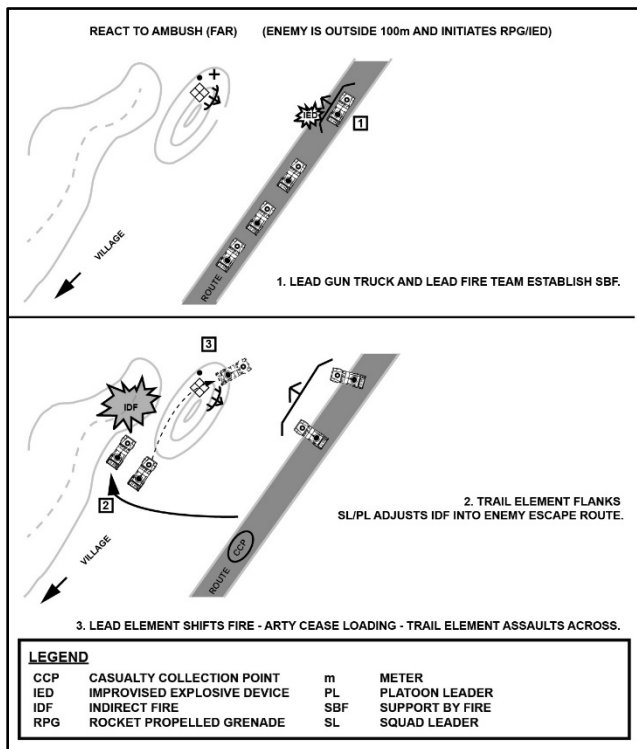 REACT TO AMBUSH (FAR) (ENEMY IS OUTSIDE 100m AND INITIATES RPG/IED)
IED
1
VILLAGE
ROUTE
1. LEAD GUN TRUCK AND LEAD FIRE TEAM ESTABLISH SBF.
3
IDF
2
2. TRAIL ELEMENT FLANKS
SL/PL ADJUSTS IDF INTO ENEMY ESCAPE ROUTE.
VILLAGE
CCP
ROUTE
3. LEAD ELEMENT SHIFTS FIRE - ARTY CEASE LOADING - TRAIL ELEMENT ASSAULTS ACROSS.
LEGEND
CCP CASUALTY COLLECTION POINT m METER
IED IMPROVISED EXPLOSIVE DEVICE PL PLATOON LEADER
IDF INDIRECT FIRE SBF SUPPORT BY FIRE
RPG ROCKET PROPELLED GRENADE SL SQUAD LEADER